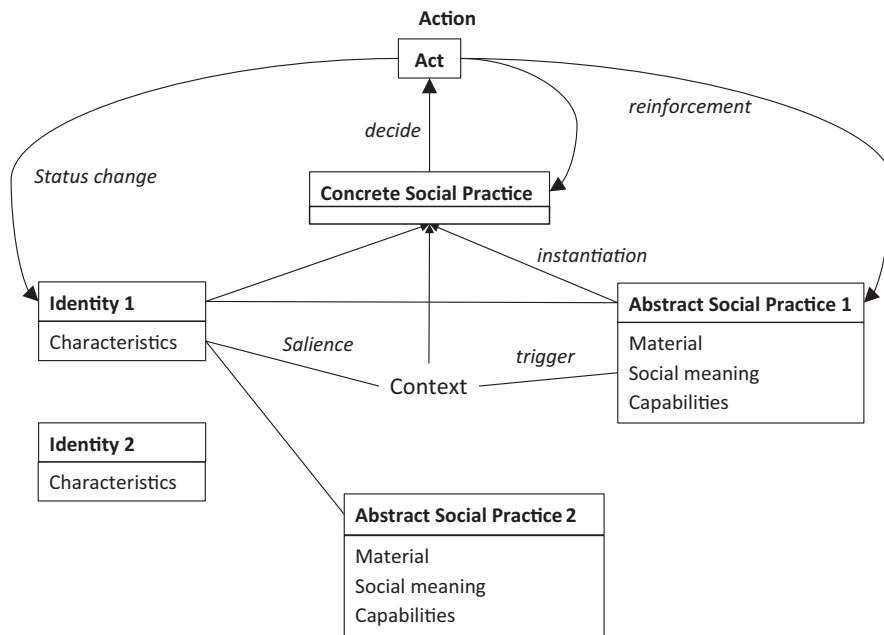 Action
Act
reinforcement
decide
Status change
Concrete Social Practice
instantiation
Identity 1
Characteristics
Abstract Social Practice 1
Material
Social meaning
Capabilities
Salience
trigger
Context
Identity 2
Characteristics
Abstract Social Practice 2
Material
Social meaning
Capabilities